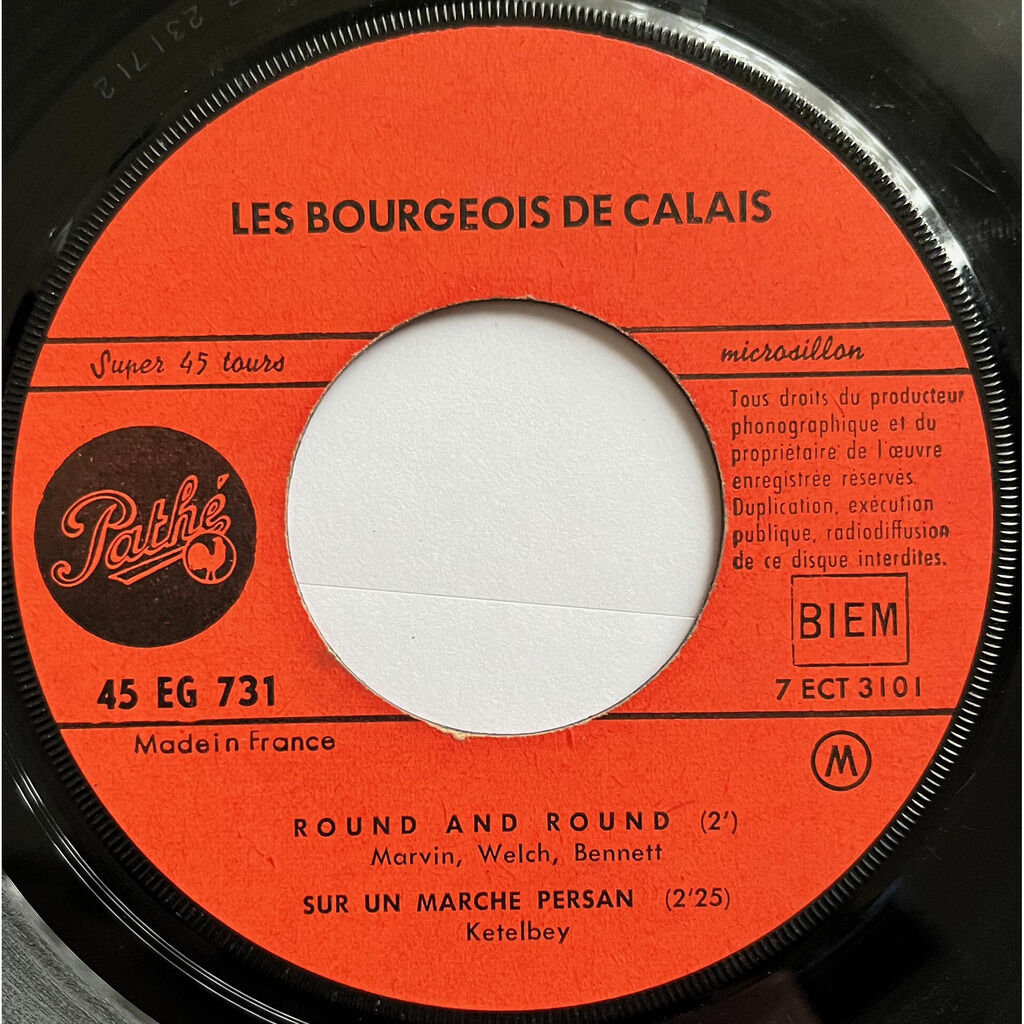 231712
LES BOURGEOIS DE CALAIS
Super 45 tours
microsillon
Tous droits du producteur
phonographique et du
propriétaire de l'œuvre
enregistrée réservés.
Duplication, exécution
publique, radiodiffusion
de ce disque interdites.
Pathé
BIEM
45 EG 731
7 ECT 3101
Made in France
M
ROUND AND ROUND (2')
Marvin, Welch, Bennett
SUR UN MARCHE PERSAN (2'25)
Ketelbey